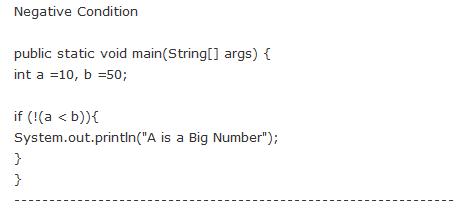 Negative Condition
public static void main(String[] args) {
int a =10, b =50;
if (!(a < b)){
System.out.println("A is a Big Number");
}
}
---------------------------------------------------------------